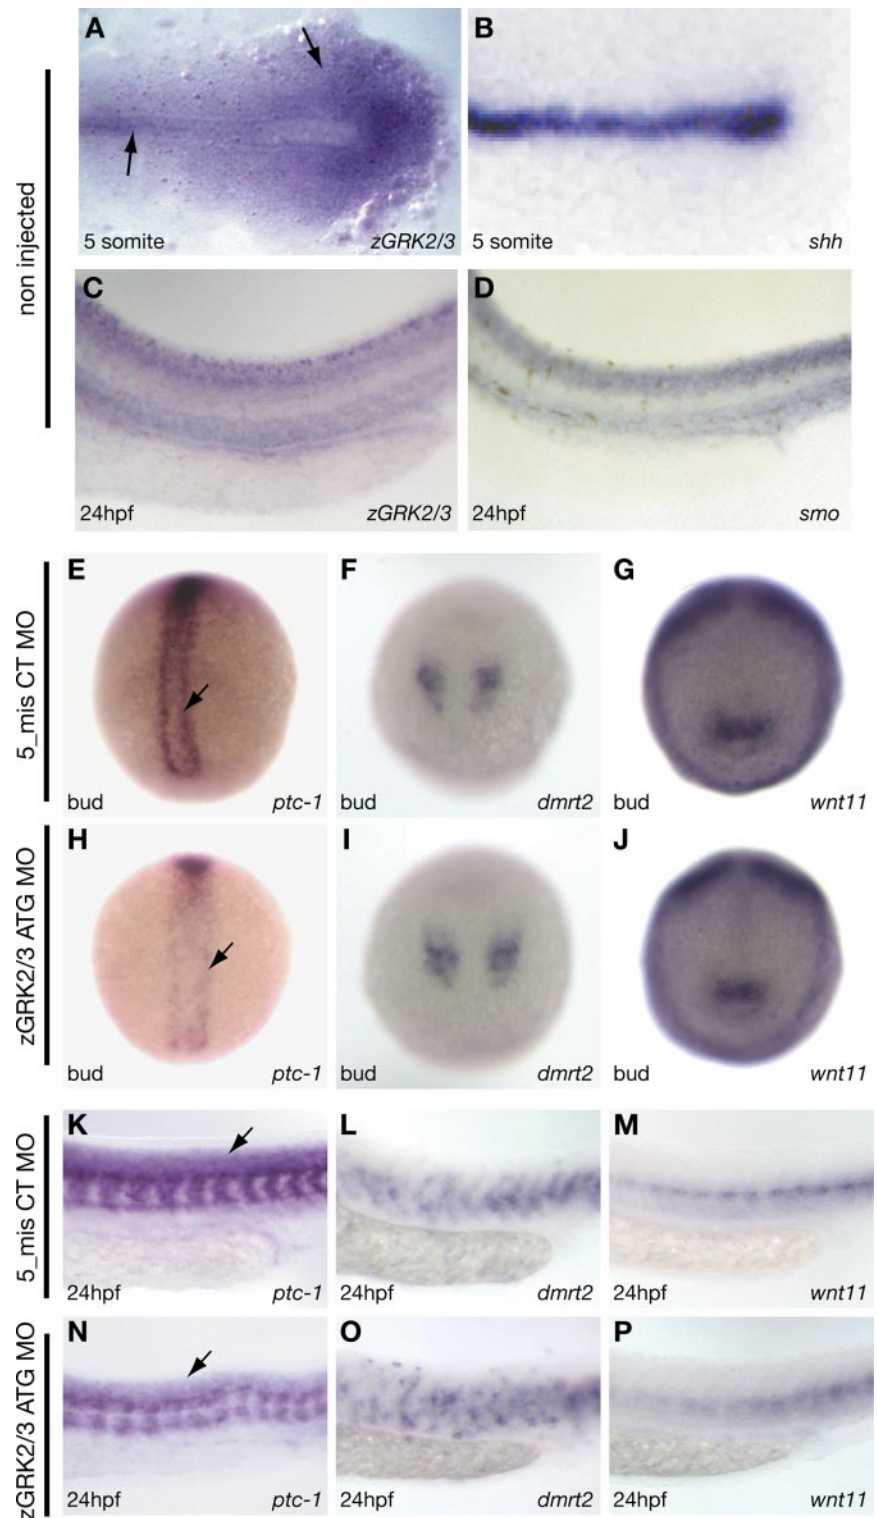 non injected
A
5 somite
zGRK2/3
B
5 somite
shh
C
24hpf
zGRK2/3
D
24hpf
smo
5_mis CT MO
E
bud
ptc-1
F
bud
dmrt2
G
bud
wnt11
zGRK2/3 ATG MO
H
bud
ptc-1
I
bud
dmrt2
J
bud
wnt11
5_mis CT MO
K
24hpf
ptc-1
L
24hpf
dmrt2
M
24hpf
wnt11
zGRK2/3 ATG MO
N
24hpf
ptc-1
O
24hpf
dmrt2
P
24hpf
wnt11